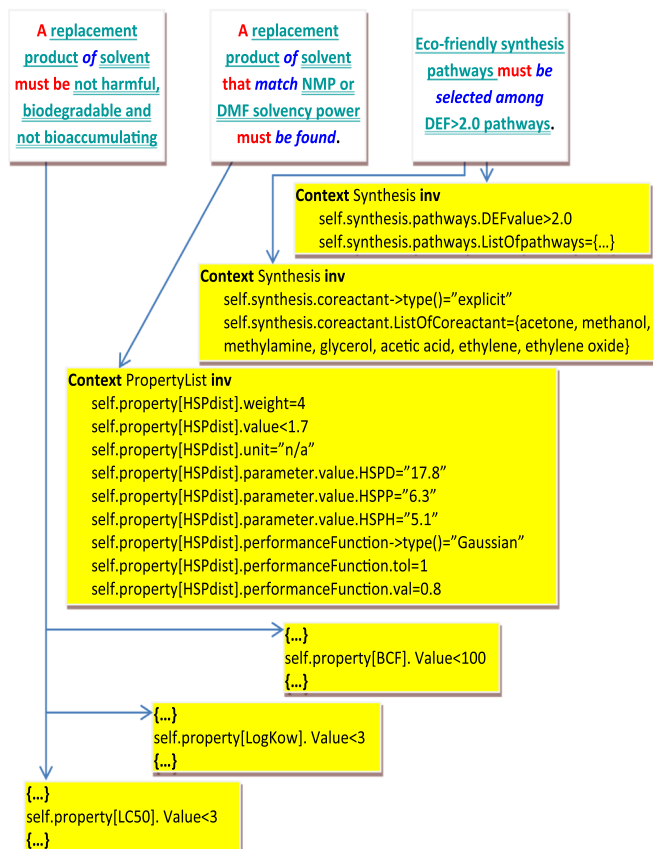 A replacement
product of solvent
must be not harmful,
biodegradable and
not bioaccumulating
A replacement
product of solvent
that match NMP or
DMF solvency power
must be found.
Eco-friendly synthesis
pathways must be
selected among
DEF>2.0 pathways.
Context Synthesis inv
self.synthesis.pathways.DEFvalue>2.0
self.synthesis.pathways.ListOfpathways={...}
Context Synthesis inv
self.synthesis.coreactant->type()=”explicit”
self.synthesis.coreactant.ListOfCoreactant={acetone, methanol,
methylamine, glycerol, acetic acid, ethylene, ethylene oxide}
Context PropertyList inv
self.property[HSPdist].weight=4
self.property[HSPdist].value<1.7
self.property[HSPdist].unit=”n/a”
self.property[HSPdist].parameter.value.HSPD=”17.8”
self.property[HSPdist].parameter.value.HSPP=”6.3”
self.property[HSPdist].parameter.value.HSPH=”5.1”
self.property[HSPdist].performanceFunction->type()=”Gaussian”
self.property[HSPdist].performanceFunction.tol=1
self.property[HSPdist].performanceFunction.val=0.8
{...}
self.property[BCF]. Value<100
{...}
{...}
self.property[LogKow]. Value<3
{...}
{...}
self.property[LC50]. Value<3
{...}